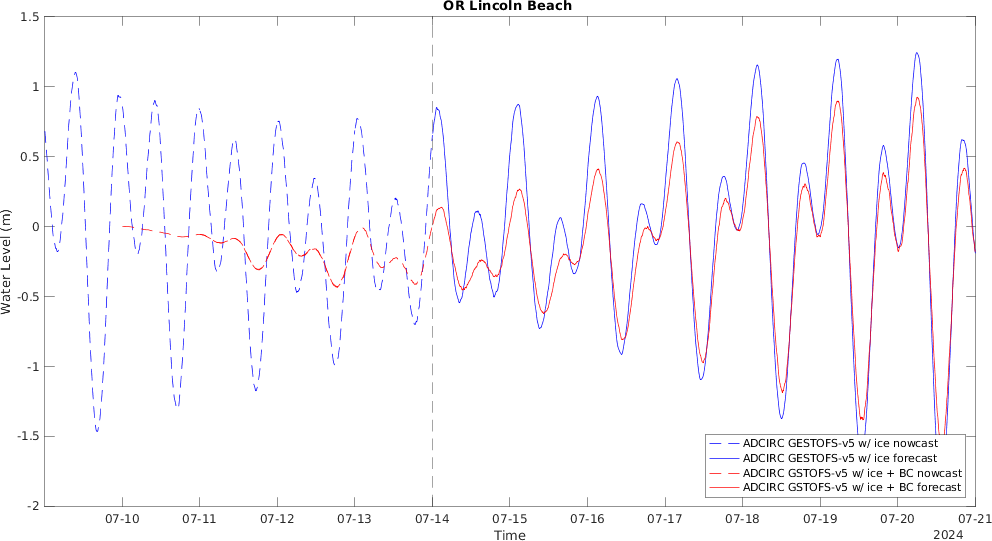 OR Lincoln Beach
1.5
1
0.5
0
-0.5
-1
-1.5
-2
Water Level (m)
07-10 07-11 07-12 07-13 07-14 07-15 07-16 07-17 07-18 07-19 07-20 07-21
Time
2024
ADCIRC GESTOFS-v5 w/ ice nowcast
ADCIRC GESTOFS-v5 w/ ice forecast
ADCIRC GSTOFS-v5 w/ ice + BC nowcast
ADCIRC GSTOFS-v5 w/ ice + BC forecast